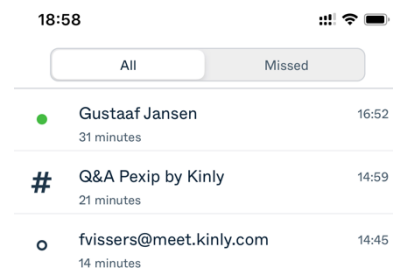 18:58
All Missed
Gustaaf Jansen 16:52
31 minutes
# Q&A Pexip by Kinly 14:59
21 minutes
fvissers@meet.kinly.com 14:45
14 minutes